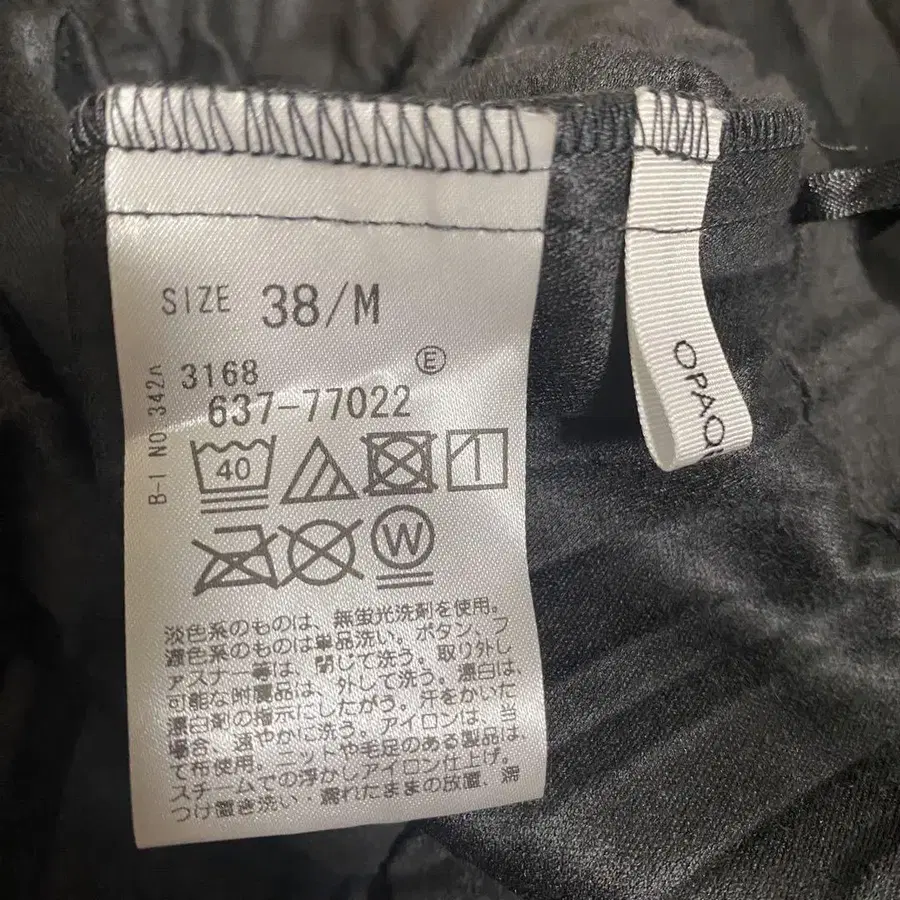 SIZE 38/M
B-I NO 342A
3168
Ⓔ
637-77022
40
W
淡色系のものは、無蛍光洗剤を使用。
濃色系のものは単品洗い。ボタン、フ
ァスナー等は、閉じて洗う。取り外し
可能な附属品は、外して洗う。漂白は、
漂白剤の指示にしたがう。汗をかいた
場合、速やかに洗う。アイロンは、当
て布使用。ニットや毛足のある製品は、
スチームでの浮かしアイロン仕上げ。
つけ置き洗い・濡れたままの放置、滞
OPAQU